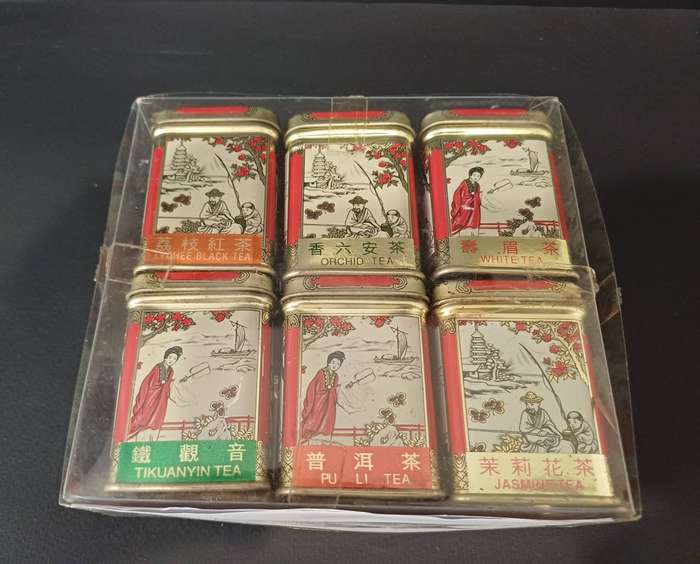 荔枝紅茶
LYCHEE BLACK TEA
香六安茶
ORCHID TEA
壽眉茶
WHITE TEA
鐵觀音
TIKUANYIN TEA
普洱茶
PU LI TEA
茉莉花茶
JASMINE TEA